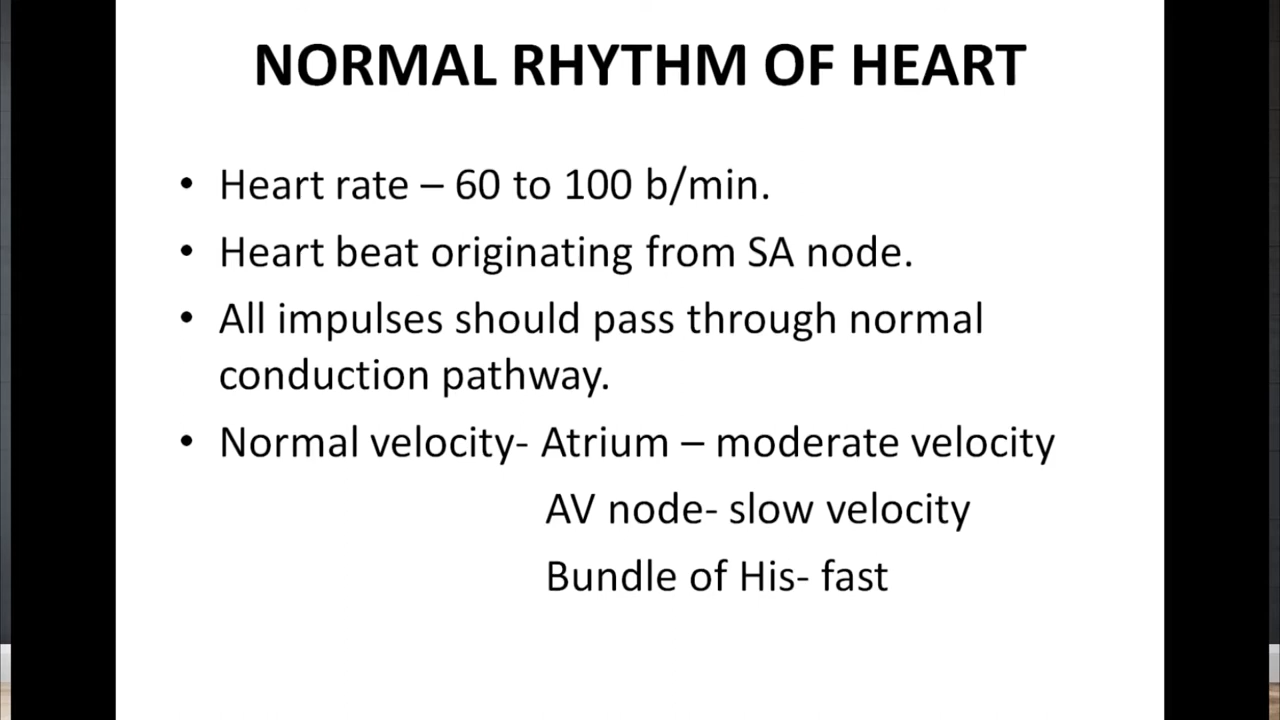 NORMAL RHYTHM OF HEART
• Heart rate – 60 to 100 b/min.
• Heart beat originating from SA node.
• All impulses should pass through normal
conduction pathway.
• Normal velocity- Atrium – moderate velocity
AV node- slow velocity
Bundle of His- fast